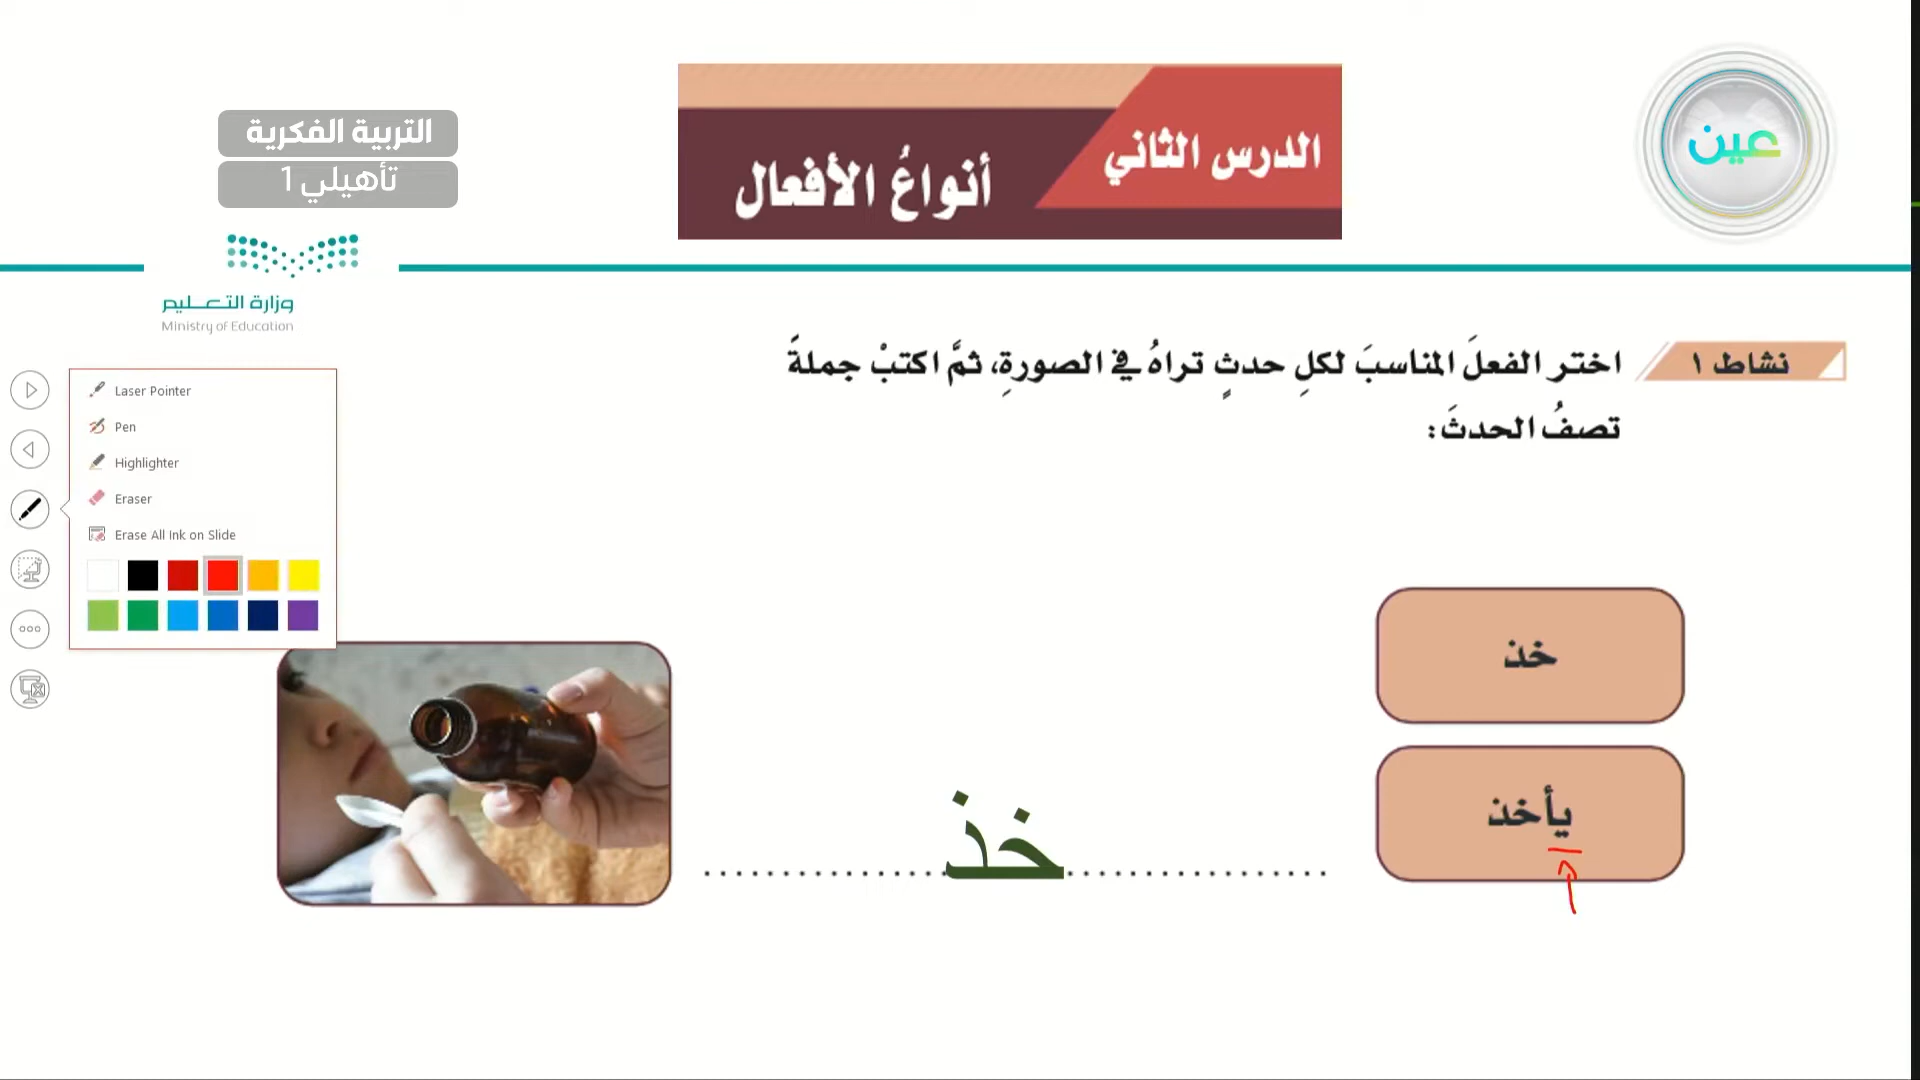 التربية الفكرية
تأهيلي 1
وزارة التعليم
Ministry of Education
الدرس الثاني
أنواعُ الأفعال
عين
نشاط ١
اختر الفعلَ المناسبَ لكلِ حدثٍ تراهُ في الصورةِ، ثمَّ اكتبْ جملةً
تصفُ الحدثَ:
Laser Pointer
Pen
Highlighter
Eraser
Erase All Ink on Slide
خذ
يأخذ
خذ